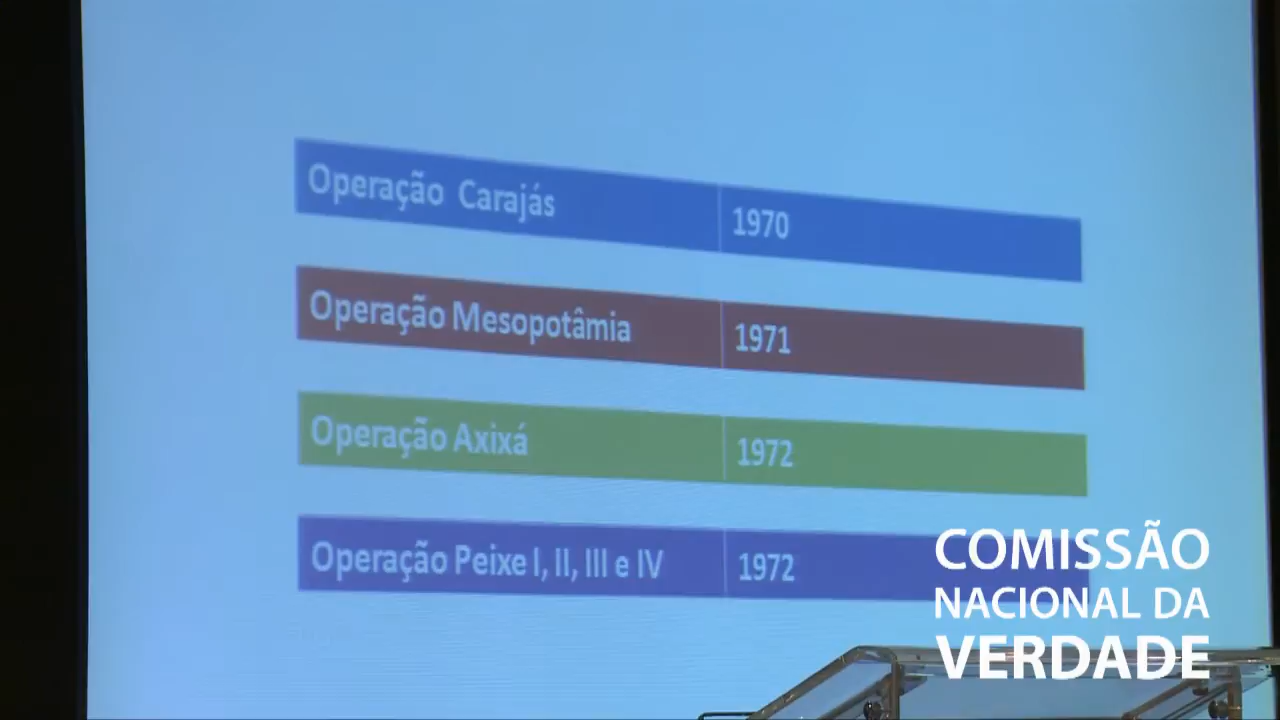 Operação Carajás 1970
Operação Mesopotâmia 1971
Operação Axixá 1972
Operação Peixe I, II, III e IV 1972
COMISSÃO
NACIONAL DA
VERDADE